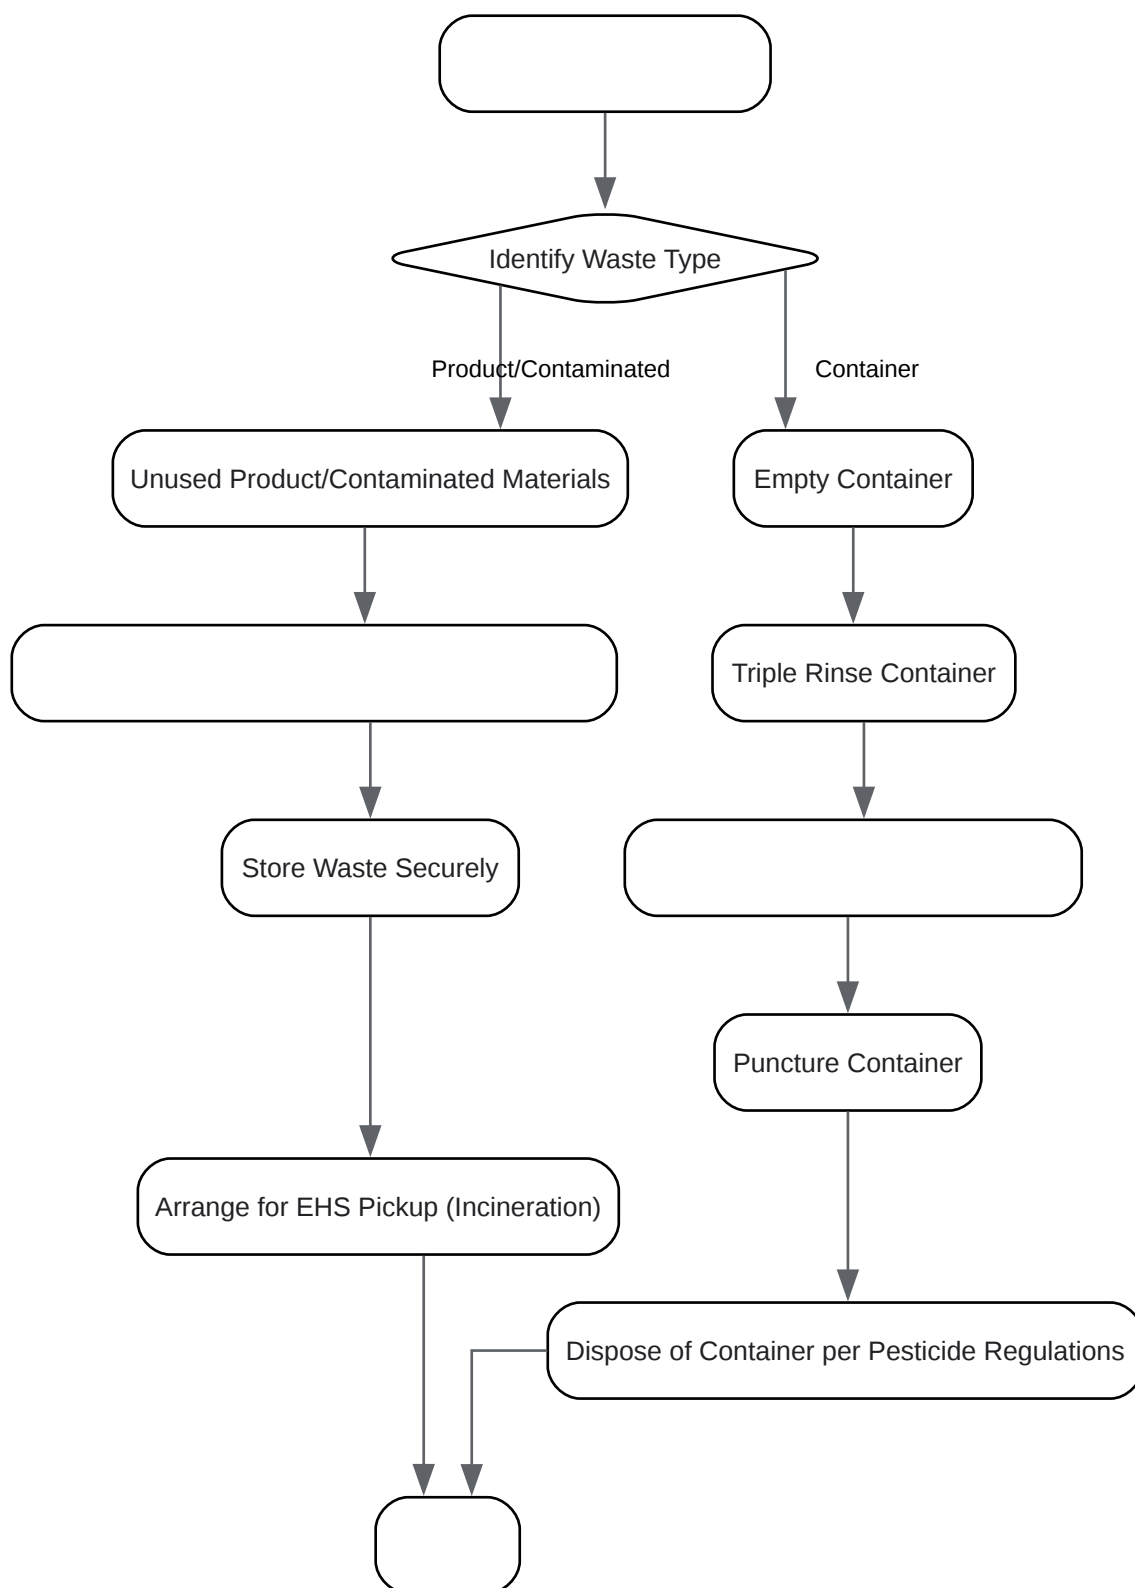 Identify Waste Type
Product/Contaminated
Container
Unused Product/Contaminated Materials
Empty Container
Triple Rinse Container
Store Waste Securely
Puncture Container
Arrange for EHS Pickup (Incineration)
Dispose of Container per Pesticide Regulations